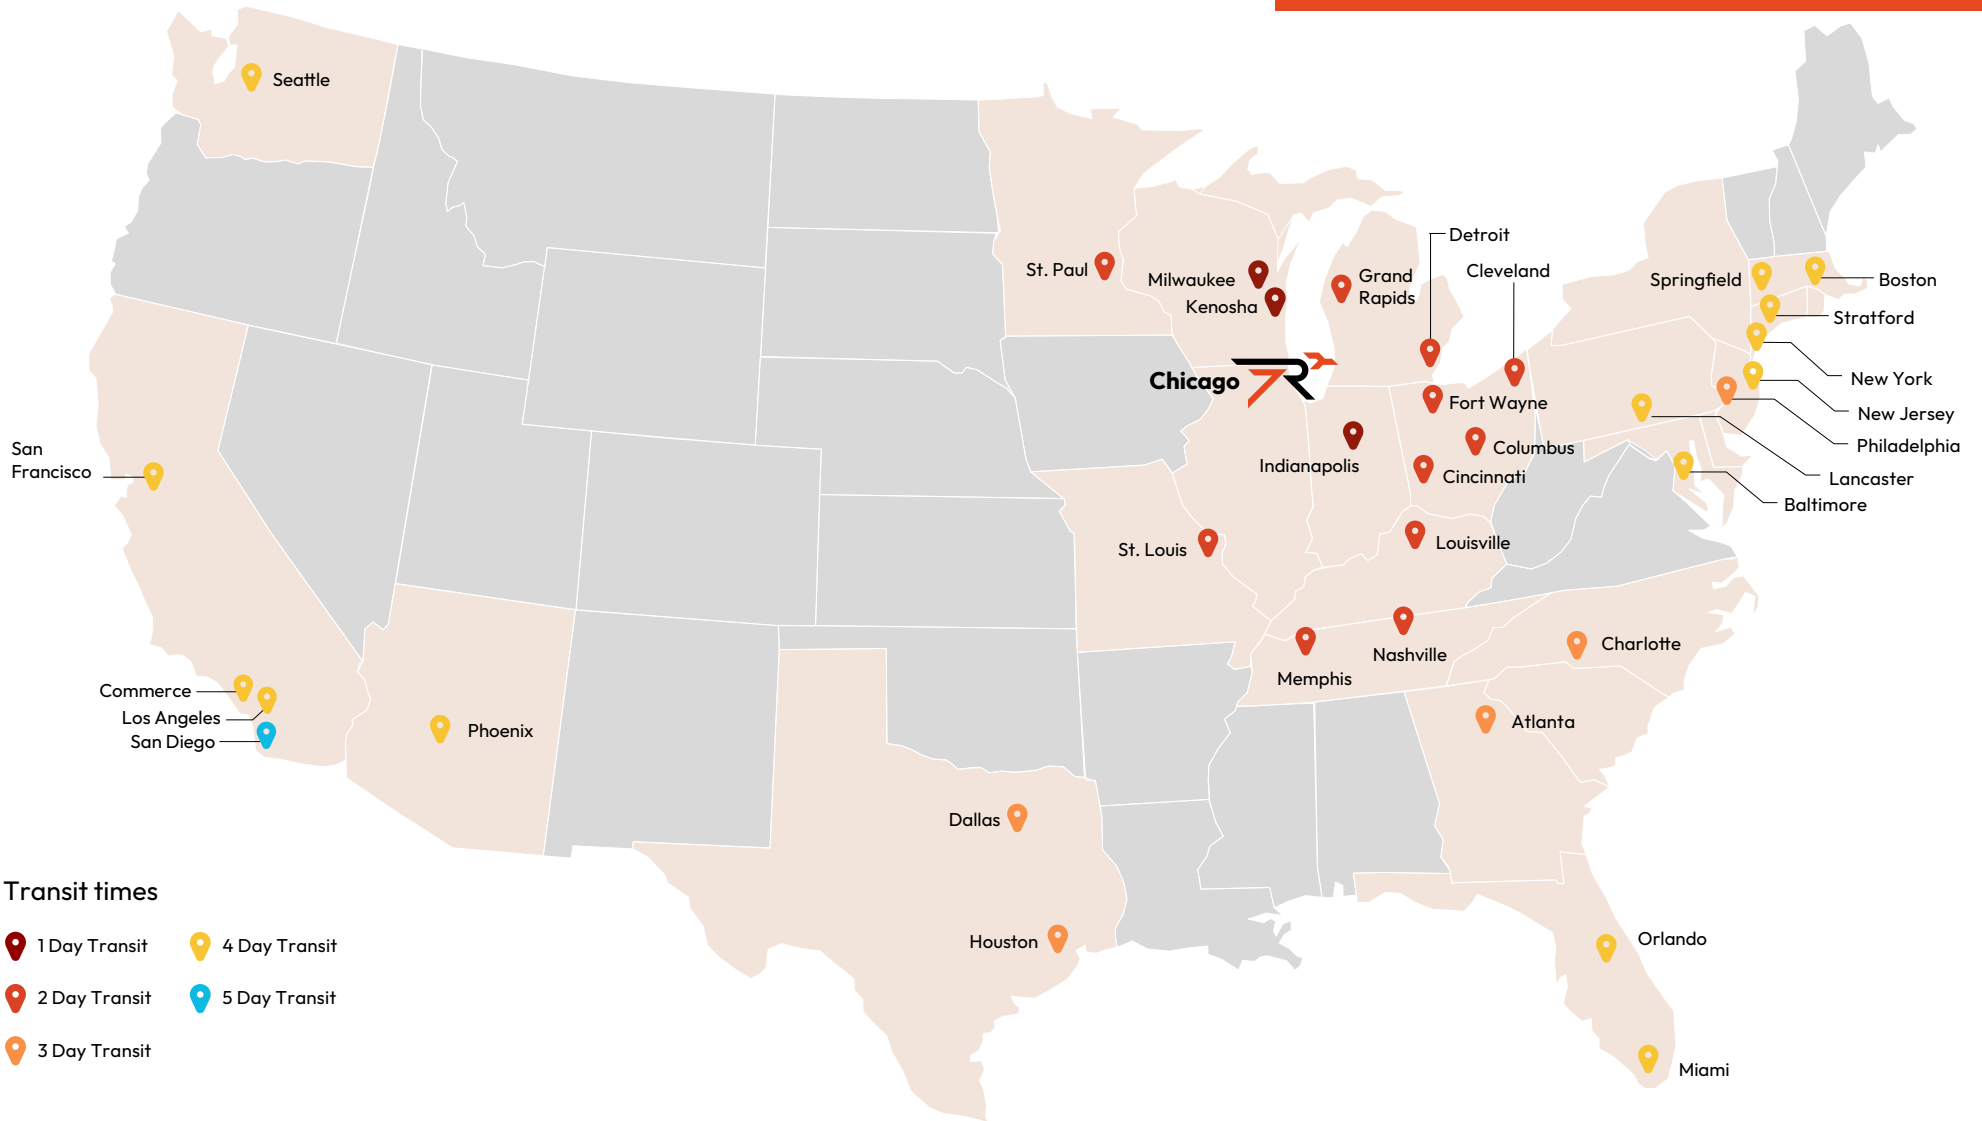 Seattle
Detroit
Cleveland
St. Paul
Milwaukee
Kenosha
Grand
Rapids
Springfield
Boston
Stratford
New York
New Jersey
Philadelphia
Lancaster
Baltimore
Chicago
Fort Wayne
Columbus
Indianapolis
Cincinnati
San
Francisco
St. Louis
Louisville
Nashville
Memphis
Charlotte
Atlanta
Commerce
Los Angeles
San Diego
Phoenix
Dallas
Houston
Orlando
Miami
Transit times
1 Day Transit
4 Day Transit
2 Day Transit
5 Day Transit
3 Day Transit